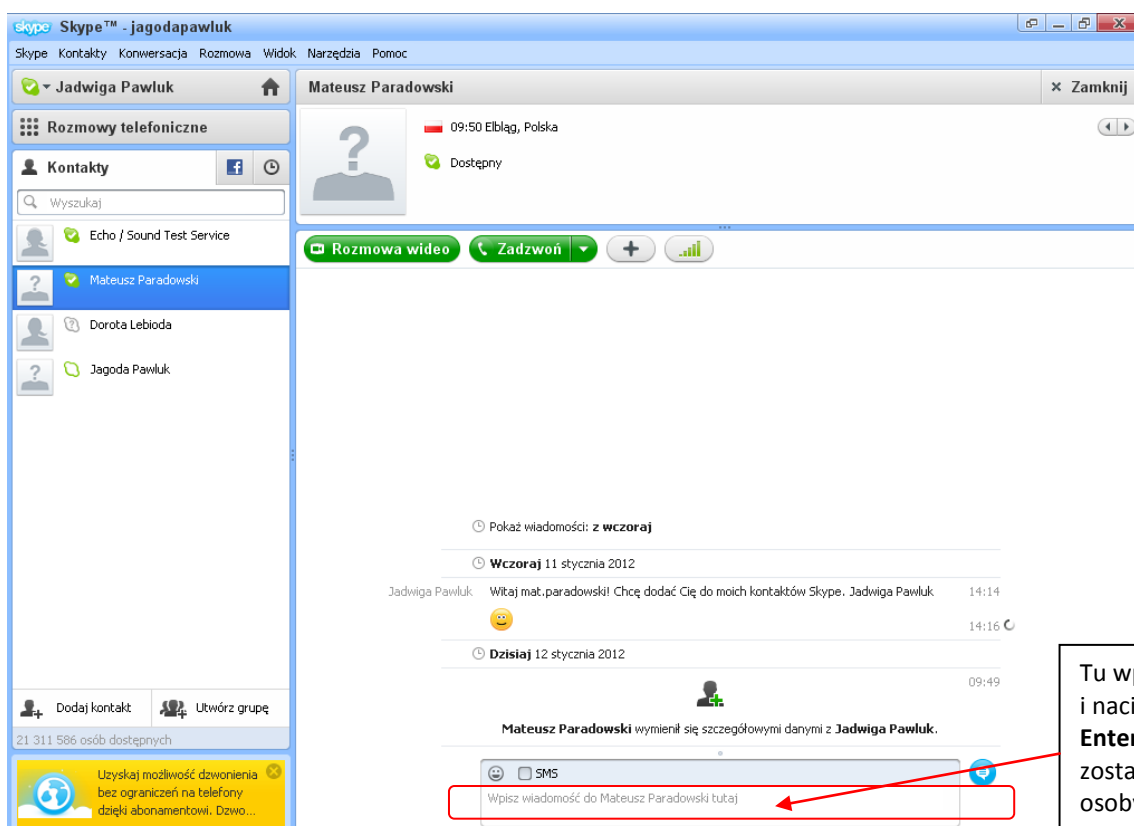 skype Skype™ - jagodapawluk
Skype Kontakty Konwersacja Rozmowa Widok Narzędzia Pomoc
Jadwiga Pawluk
Rozmowy telefoniczne
Kontakty
Wyszukaj
Echo / Sound Test Service
Mateusz Paradowski
Dorota Lebioda
Jagoda Pawluk
Dodaj kontakt Utwórz grupę
21 311 586 osób dostępnych
Uzyskaj możliwość dzwonienia
bez ograniczeń na telefony
dzięki abonamentowi. Dzwo...
Mateusz Paradowski × Zamknij
09:50 Elbląg, Polska
Dostępny
Rozmowa wideo Zadzwoń
Pokaż wiadomości: z wczoraj
Wczoraj 11 stycznia 2012
Jadwiga Pawluk Witaj mat.paradowski! Chcę dodać Cię do moich kontaktów Skype. Jadwiga Pawluk 14:14
14:16
Dzisiaj 12 stycznia 2012
09:49
Mateusz Paradowski wymienił się szczegółowymi danymi z Jadwiga Pawluk.
SMS
Wpisz wiadomość do Mateusz Paradowski tutaj
Tu
i
Enter